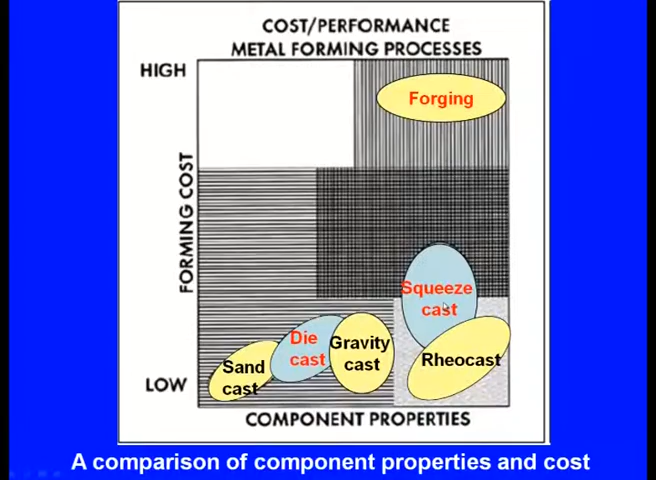 COST/PERFORMANCE
METAL FORMING PROCESSES
HIGH
Forging
FORMING COST
Squeeze
cast
Die
cast
Gravity
cast
Rheocast
Sand
cast
LOW
COMPONENT PROPERTIES
A comparison of component properties and cost